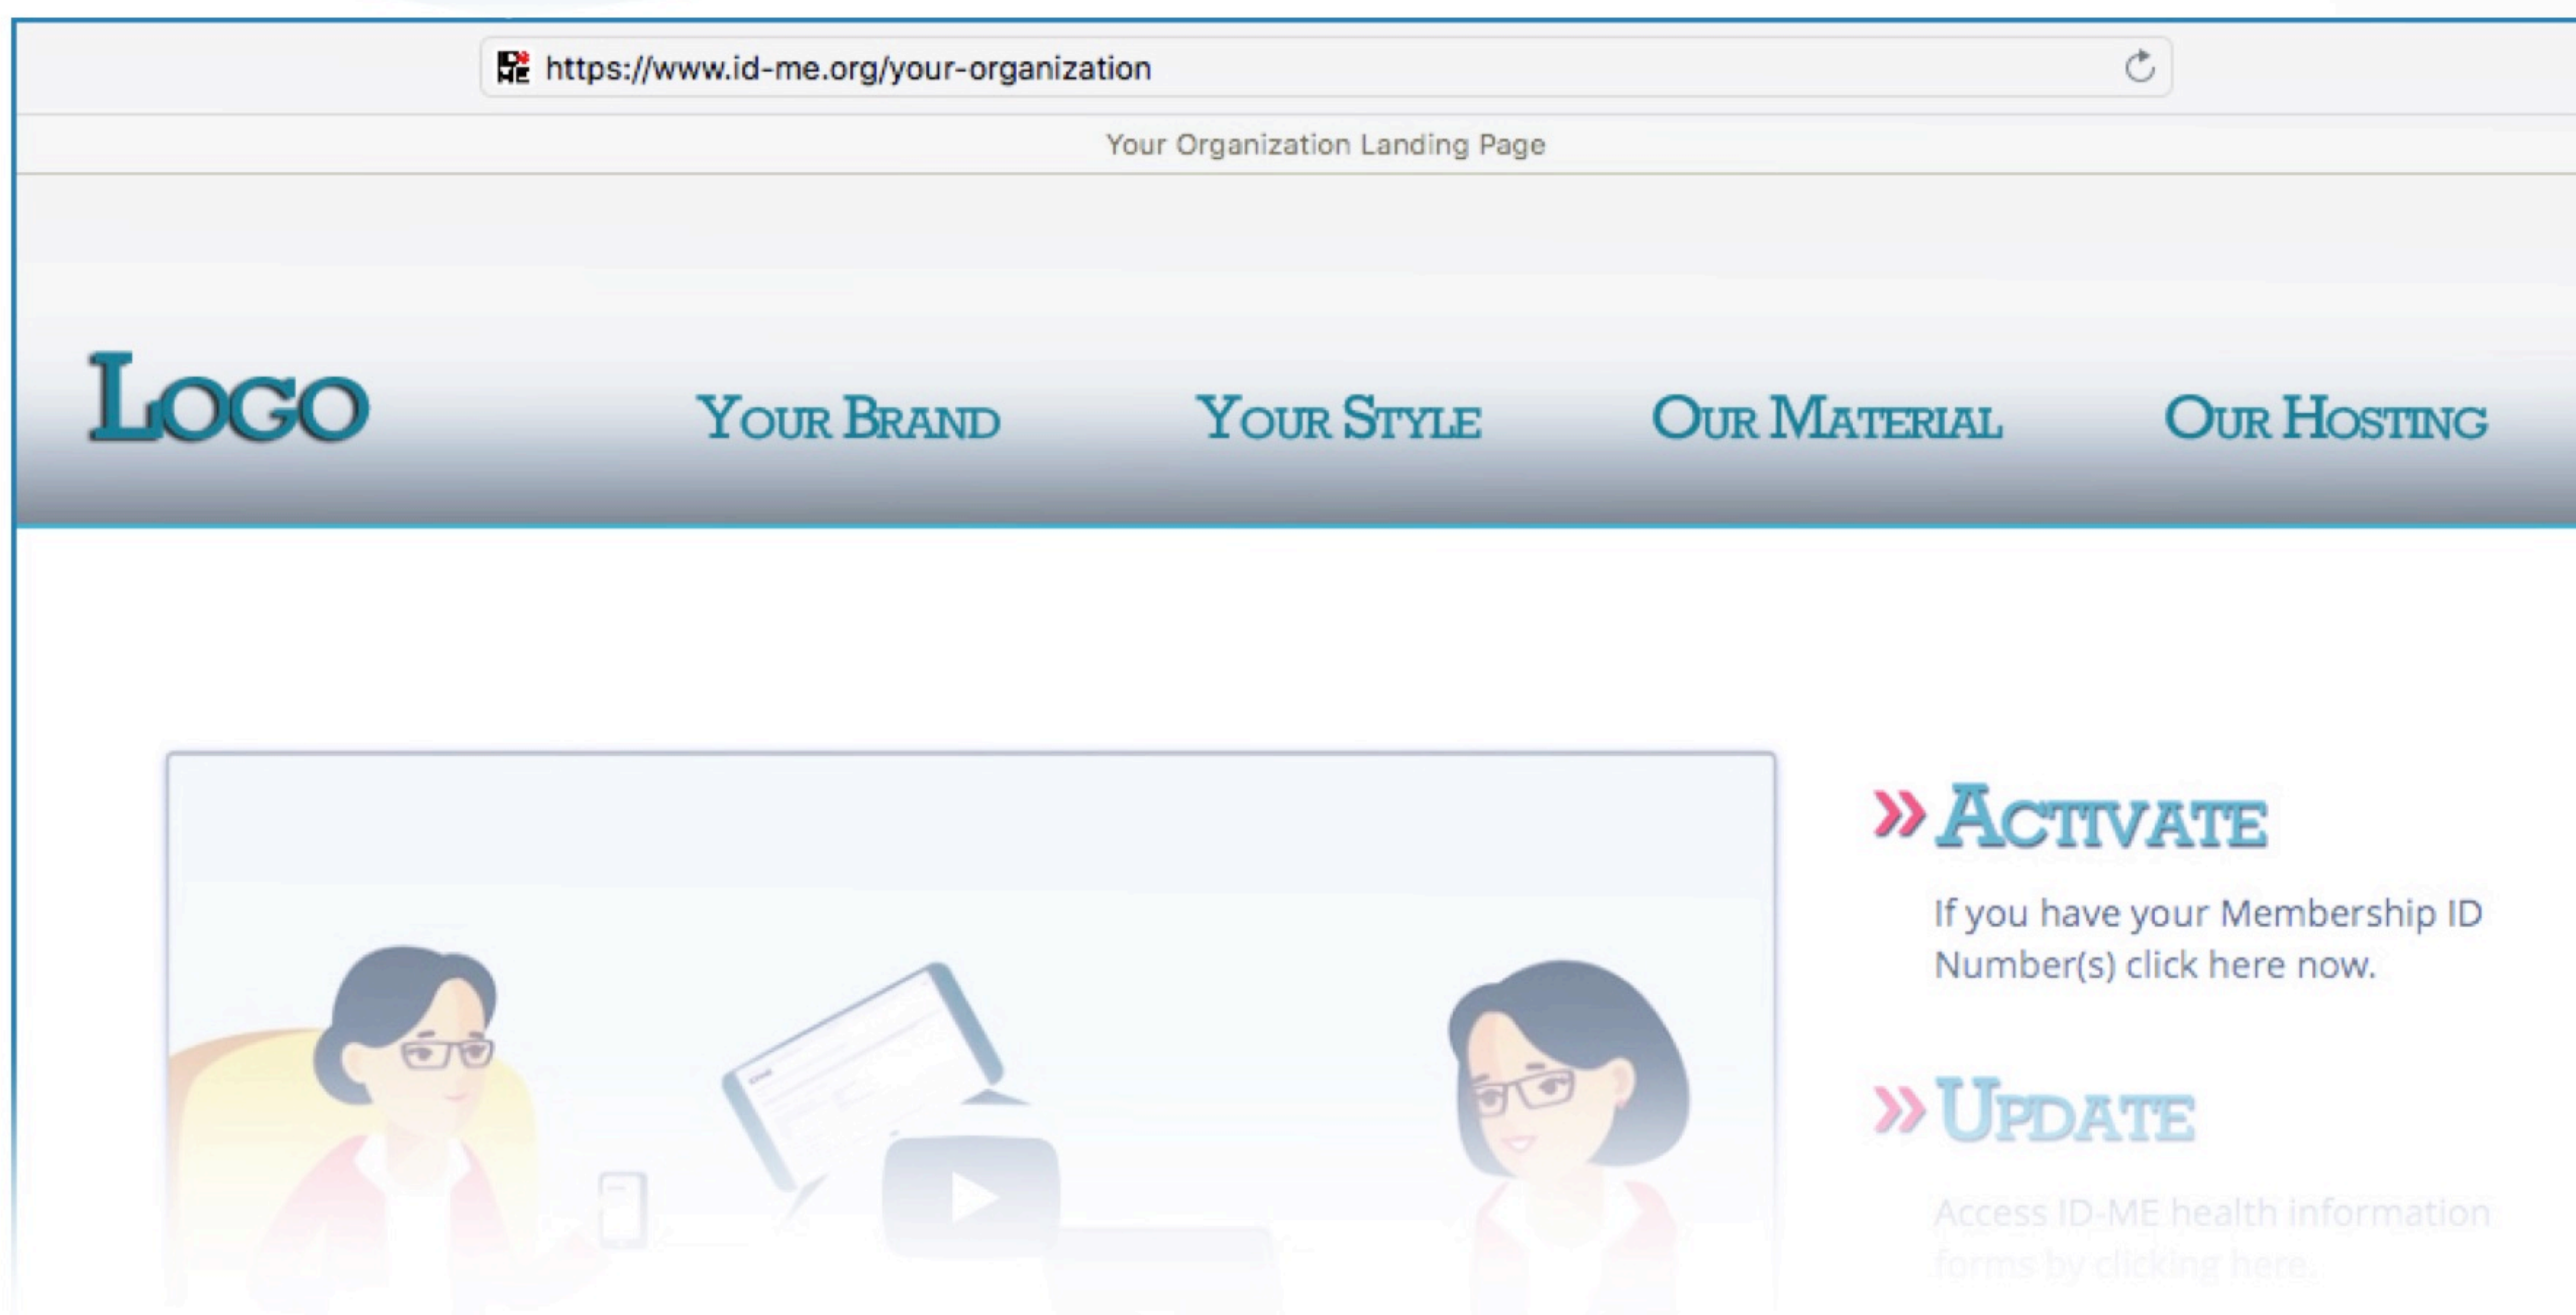 https://www.id-me.org/your-organization
Your Organization Landing Page
LOGO
YOUR BRAND
YOUR STYLE
OUR MATERIAL
OUR HOSTING
» ACTIVATE
If you have your Membership ID
Number(s) click here now.
» UPDATE
Access ID-ME health information
forms by clicking here.